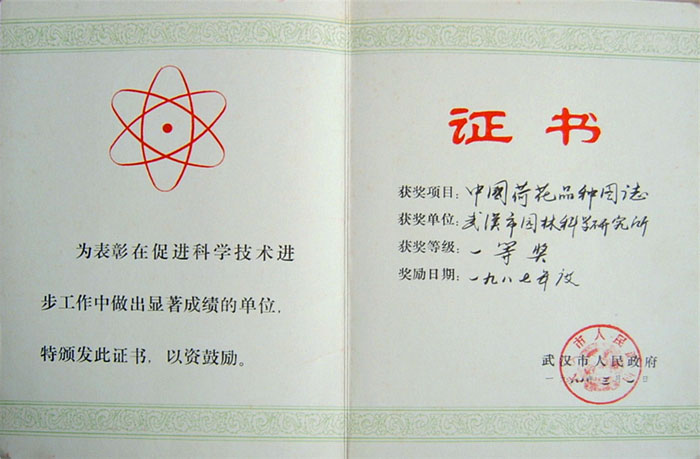 为表彰在促进科学技术进
步工作中做出显著成绩的单位,
特颁发此证书,以资鼓励。
证书
获奖项目:中国荷花品种图誌
获奖单位:武漢市园林科学研究所
获奖等级:一等奖
奖励日期:一九八七年度
武汉市人民政府